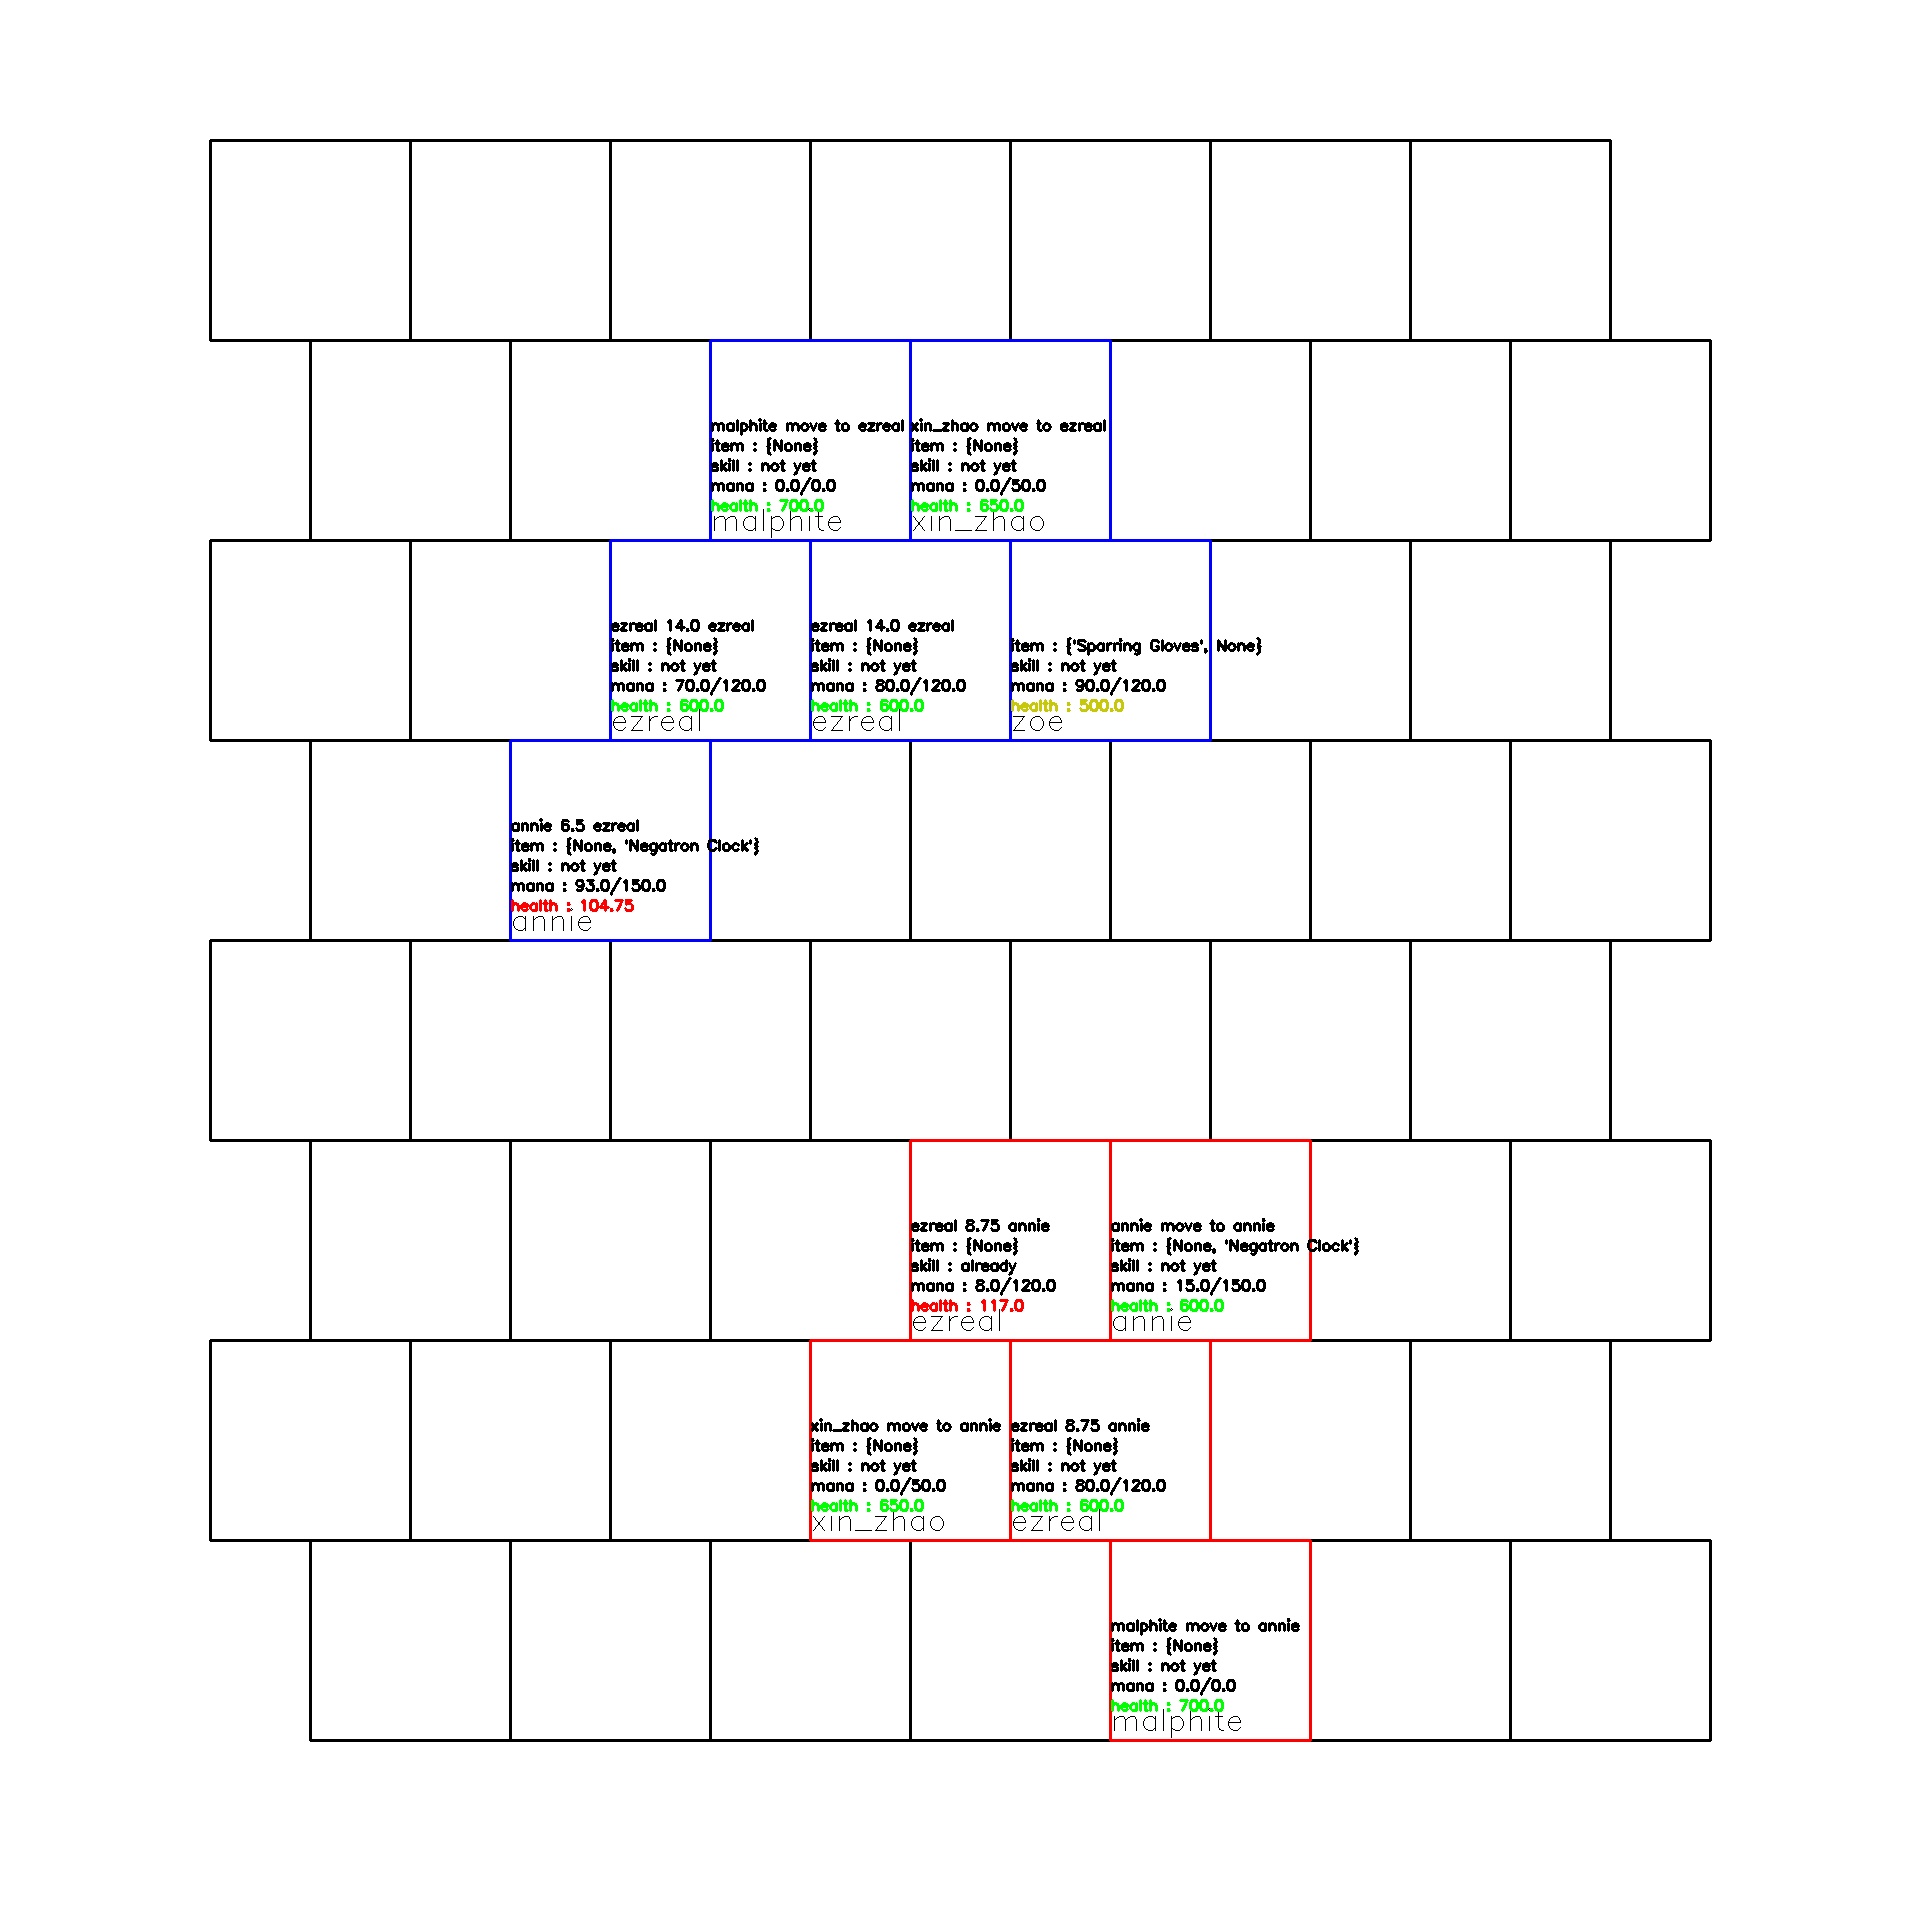 malphite move to ezreal
item : {None}
skill : not yet
mana : 0.0/0.0
health : 700.0
malphite
xin_zhao move to ezreal
item : {None}
skill : not yet
mana : 0.0/50.0
health : 650.0
xin_zhao
ezreal 14.0 ezreal
item : {None}
skill : not yet
mana : 70.0/120.0
health : 600.0
ezreal
ezreal 14.0 ezreal
item : {None}
skill : not yet
mana : 80.0/120.0
health : 600.0
ezreal
item : {'Sparring Gloves', None}
skill : not yet
mana : 90.0/120.0
health : 500.0
zoe
annie 6.5 ezreal
item : {None, 'Negatron Clock'}
skill : not yet
mana : 93.0/150.0
health : 104.75
annie
ezreal 8.75 annie
item : {None}
skill : already
mana : 8.0/120.0
health : 117.0
ezreal
annie move to annie
item : {None, 'Negatron Clock'}
skill : not yet
mana : 15.0/150.0
health : 600.0
annie
xin_zhao move to annie
item : {None}
skill : not yet
mana : 0.0/50.0
health : 650.0
xin_zhao
ezreal 8.75 annie
item : {None}
skill : not yet
mana : 80.0/120.0
health : 600.0
ezreal
malphite move to annie
item : {None}
skill : not yet
mana : 0.0/0.0
health : 700.0
malphite